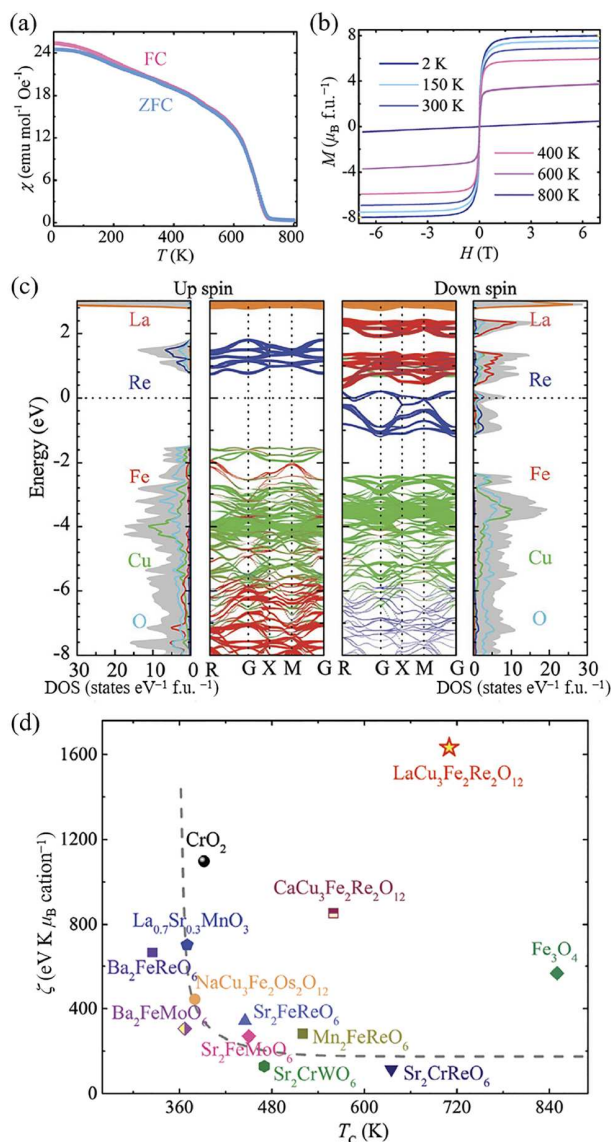 (a)
χ (emu mol⁻¹ Oe⁻¹)
24
18
12
6
0
FC
ZFC
0 200 400 600 800
T (K)
(b)
M (μB f.u.⁻¹)
8
4
0
-4
-8
2 K
150 K
300 K
400 K
600 K
800 K
-6 -3 0 3 6
H (T)
(c)
Up spin
Down spin
Energy (eV)
2
0
-2
-4
-6
-8
La
Re
Fe
Cu
O
La
Re
Fe
Cu
O
30 20 10 0
R G X M G
R G X M G
0 10 20 30
DOS (states eV⁻¹ f.u. ⁻¹)
DOS (states eV⁻¹ f.u. ⁻¹)
(d)
ζ (eV K μB cation⁻¹)
1600
1200
800
400
0
LaCu₃Fe₂Re₂O₁₂
CrO₂
CaCu₃Fe₂Re₂O₁₂
La₀.₇Sr₀.₃MnO₃
Fe₃O₄
Ba₂FeReO₆
NaCu₃Fe₂Os₂O₁₂
Ba₂FeMoO₆
Sr₂FeReO₆
Sr₂FeMoO₆
Mn₂FeReO₆
Sr₂CrWO₆
Sr₂CrReO₆
360 480 600 720 840
TC (K)